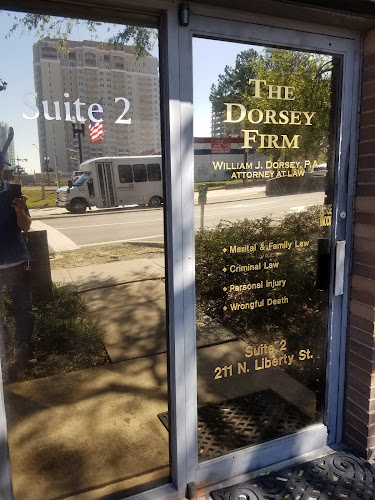 Suite 2
THE
DORSEY
FIRM
WILLIAM J. DORSEY, P.A.
ATTORNEY AT LAW
Marital & Family Law
Criminal Law
Personal Injury
Wrongful Death
Suite 2
211 N. Liberty St.